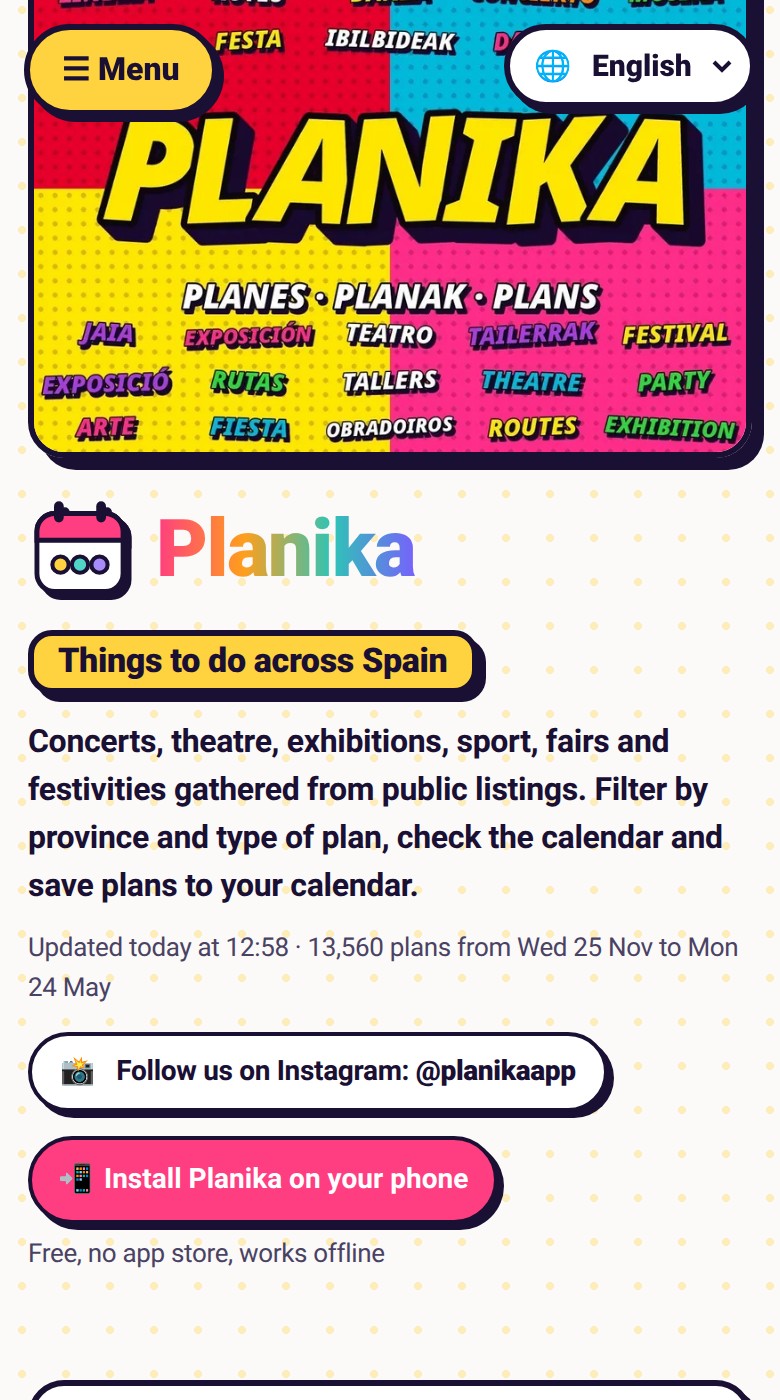 FESTA IBILBIDEAK
☰ Menu
English
PLANIKA
PLANES · PLANAK · PLANS
JAIA EXPOSICIÓN TEATRO TAILERRAK FESTIVAL
EXPOSICIÓ RUTAS TALLERS THEATRE PARTY
ARTE FIESTA OBRADOIROS ROUTES EXHIBITION
Planika
Things to do across Spain
Concerts, theatre, exhibitions, sport, fairs and
festivities gathered from public listings. Filter by
province and type of plan, check the calendar and
save plans to your calendar.
Updated today at 12:58 · 13,560 plans from Wed 25 Nov to Mon
24 May
Follow us on Instagram: @planikaapp
Install Planika on your phone
Free, no app store, works offline